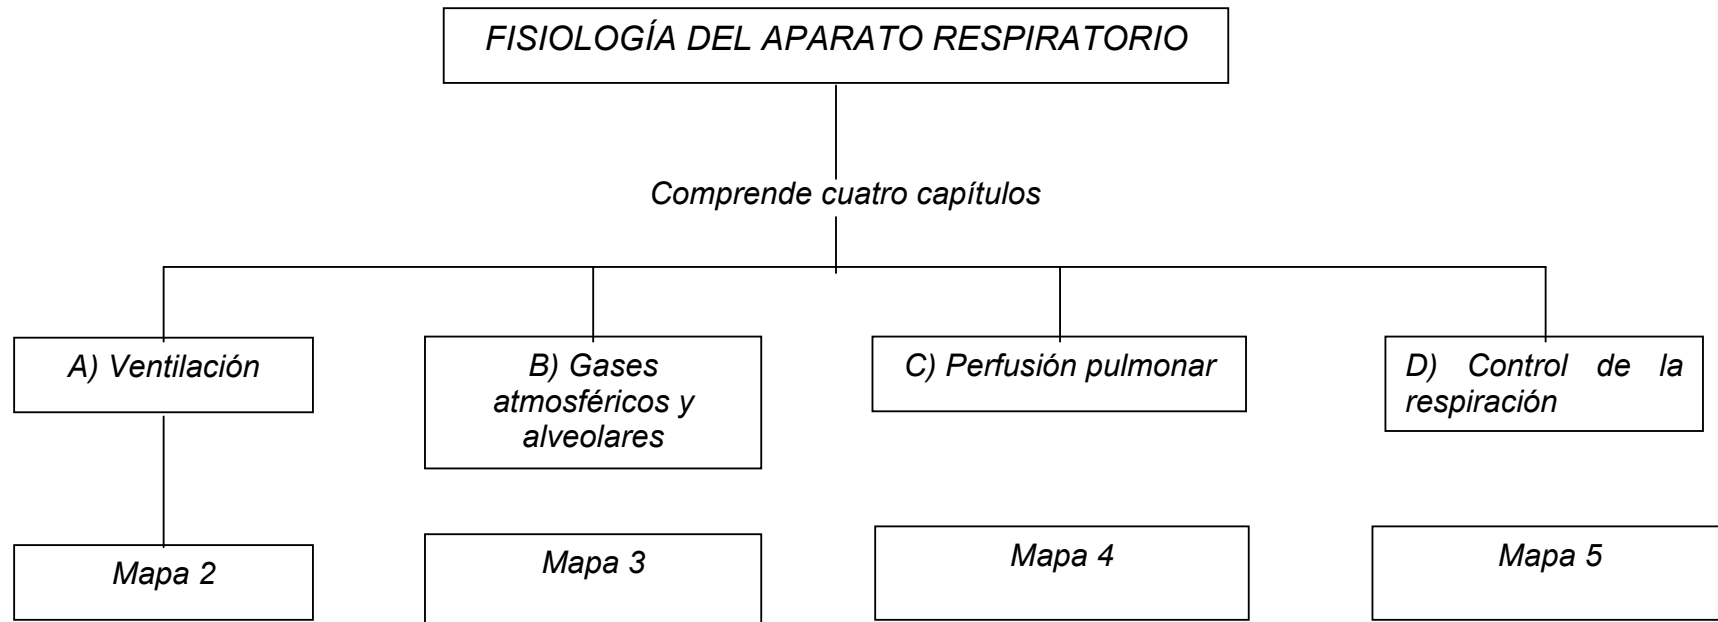 FISIOLOGÍA DEL APARATO RESPIRATORIO
Comprende cuatro capítulos
A) Ventilación
B) Gases
atmosféricos y
alveolares
C) Perfusión pulmonar
D) Control de la
respiración
Mapa 2
Mapa 3
Mapa 4
Mapa 5